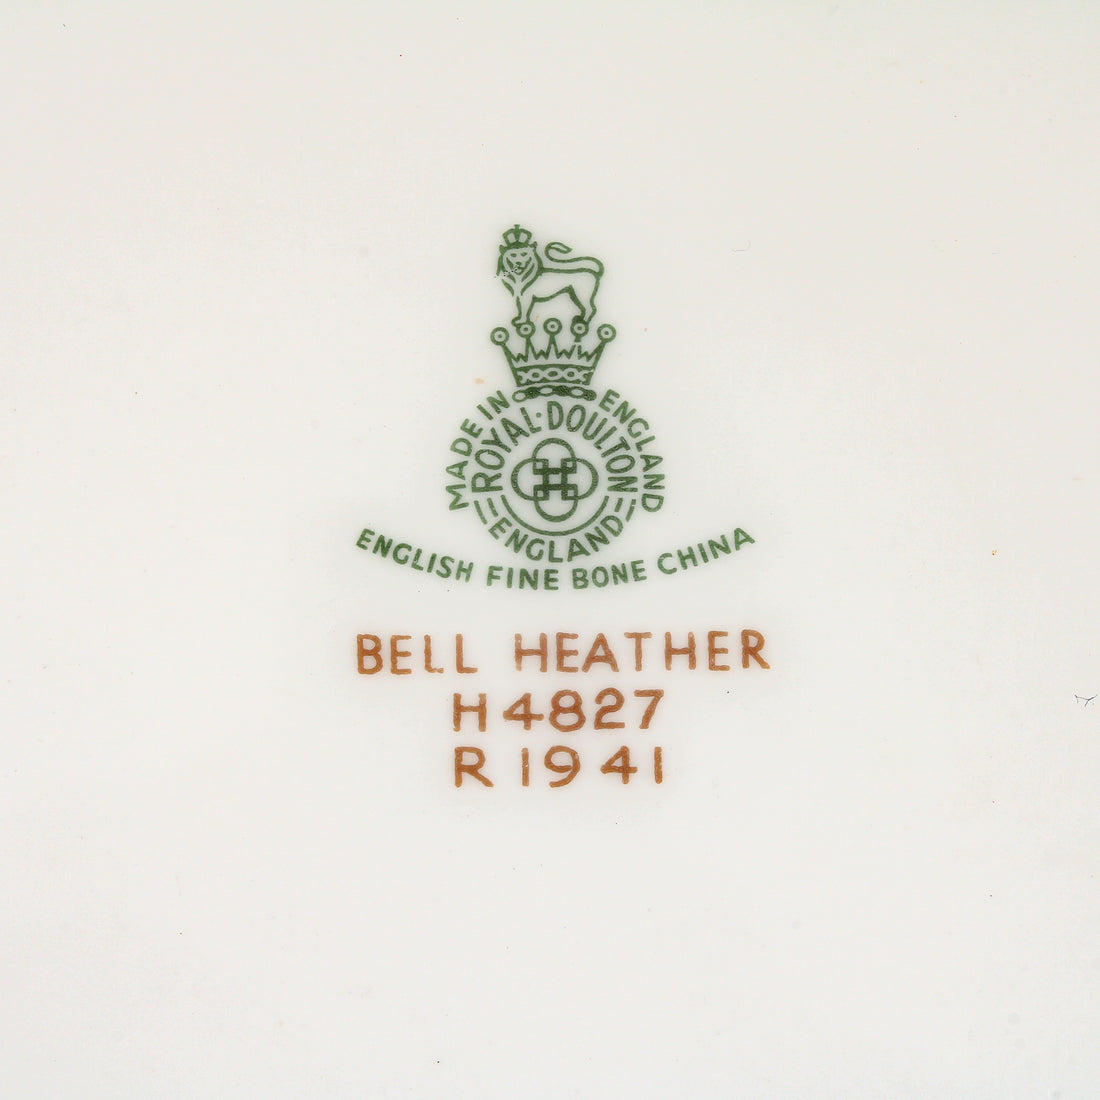 MADE IN ENGLAND
ROYAL·DOULTON
ENGLAND
ENGLISH FINE BONE CHINA
BELL HEATHER
H4827
R1941